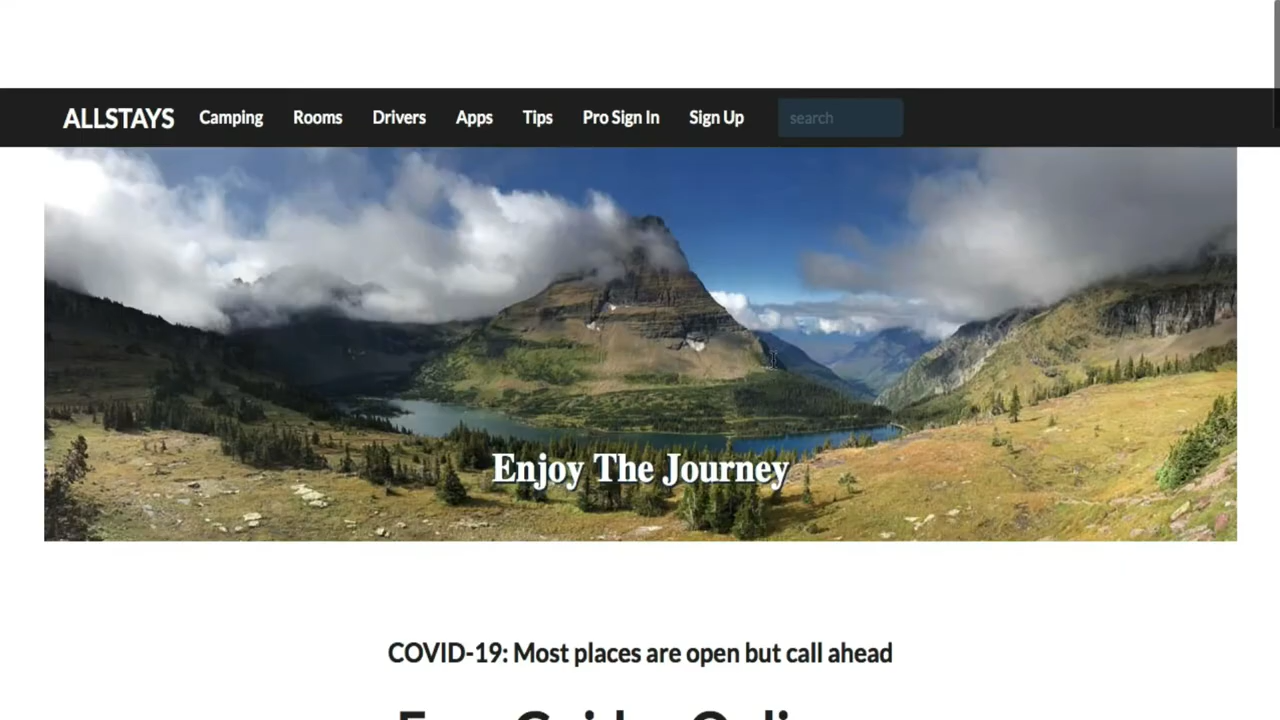 ALLSTAYS Camping Rooms Drivers Apps Tips Pro Sign In Sign Up search
Enjoy The Journey
COVID-19: Most places are open but call ahead